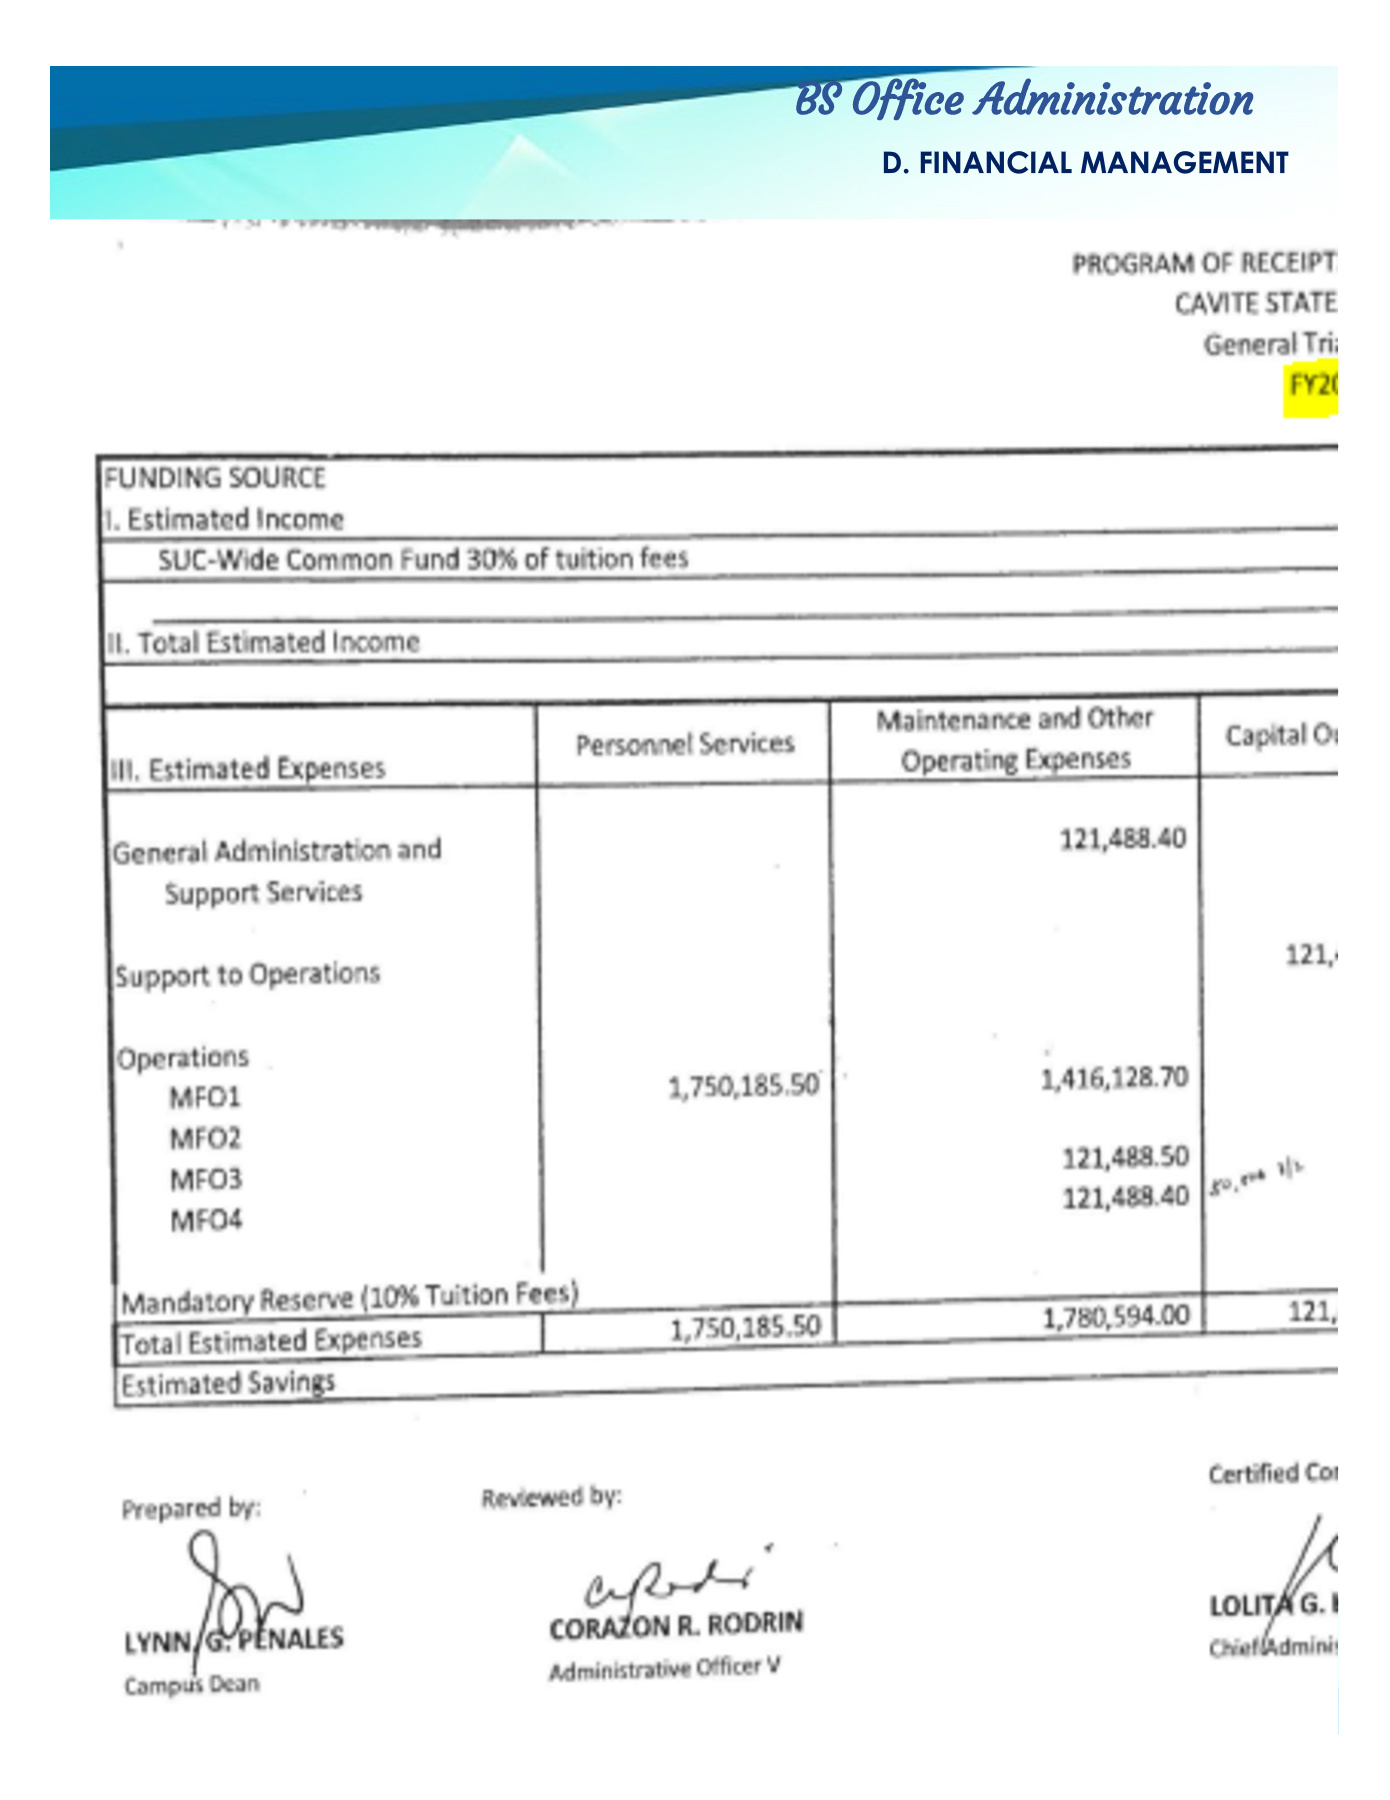 BS Office Administration
D. FINANCIAL MANAGEMENT
PROGRAM OF RECEIPT
CAVITE STATE
General Tri
FY20
FUNDING SOURCE
I. Estimated Income
SUC-Wide Common Fund 30% of tuition fees
II. Total Estimated Income
III. Estimated Expenses
Personnel Services
Maintenance and Other
Operating Expenses
Capital O
General Administration and 121,488.40
Support Services
Support to Operations 121,
Operations
MFO1 1,750,185.50 1,416,128.70
MFO2
MFO3 121,488.50
MFO4 121,488.40
Mandatory Reserve (10% Tuition Fees)
Total Estimated Expenses 1,750,185.50 1,780,594.00 121,
Estimated Savings
Prepared by: Reviewed by: Certified Co
LYNN G. PENALES CORAZON R. RODRIN LOLITA G.
Campus Dean Administrative Officer V Chief Admini